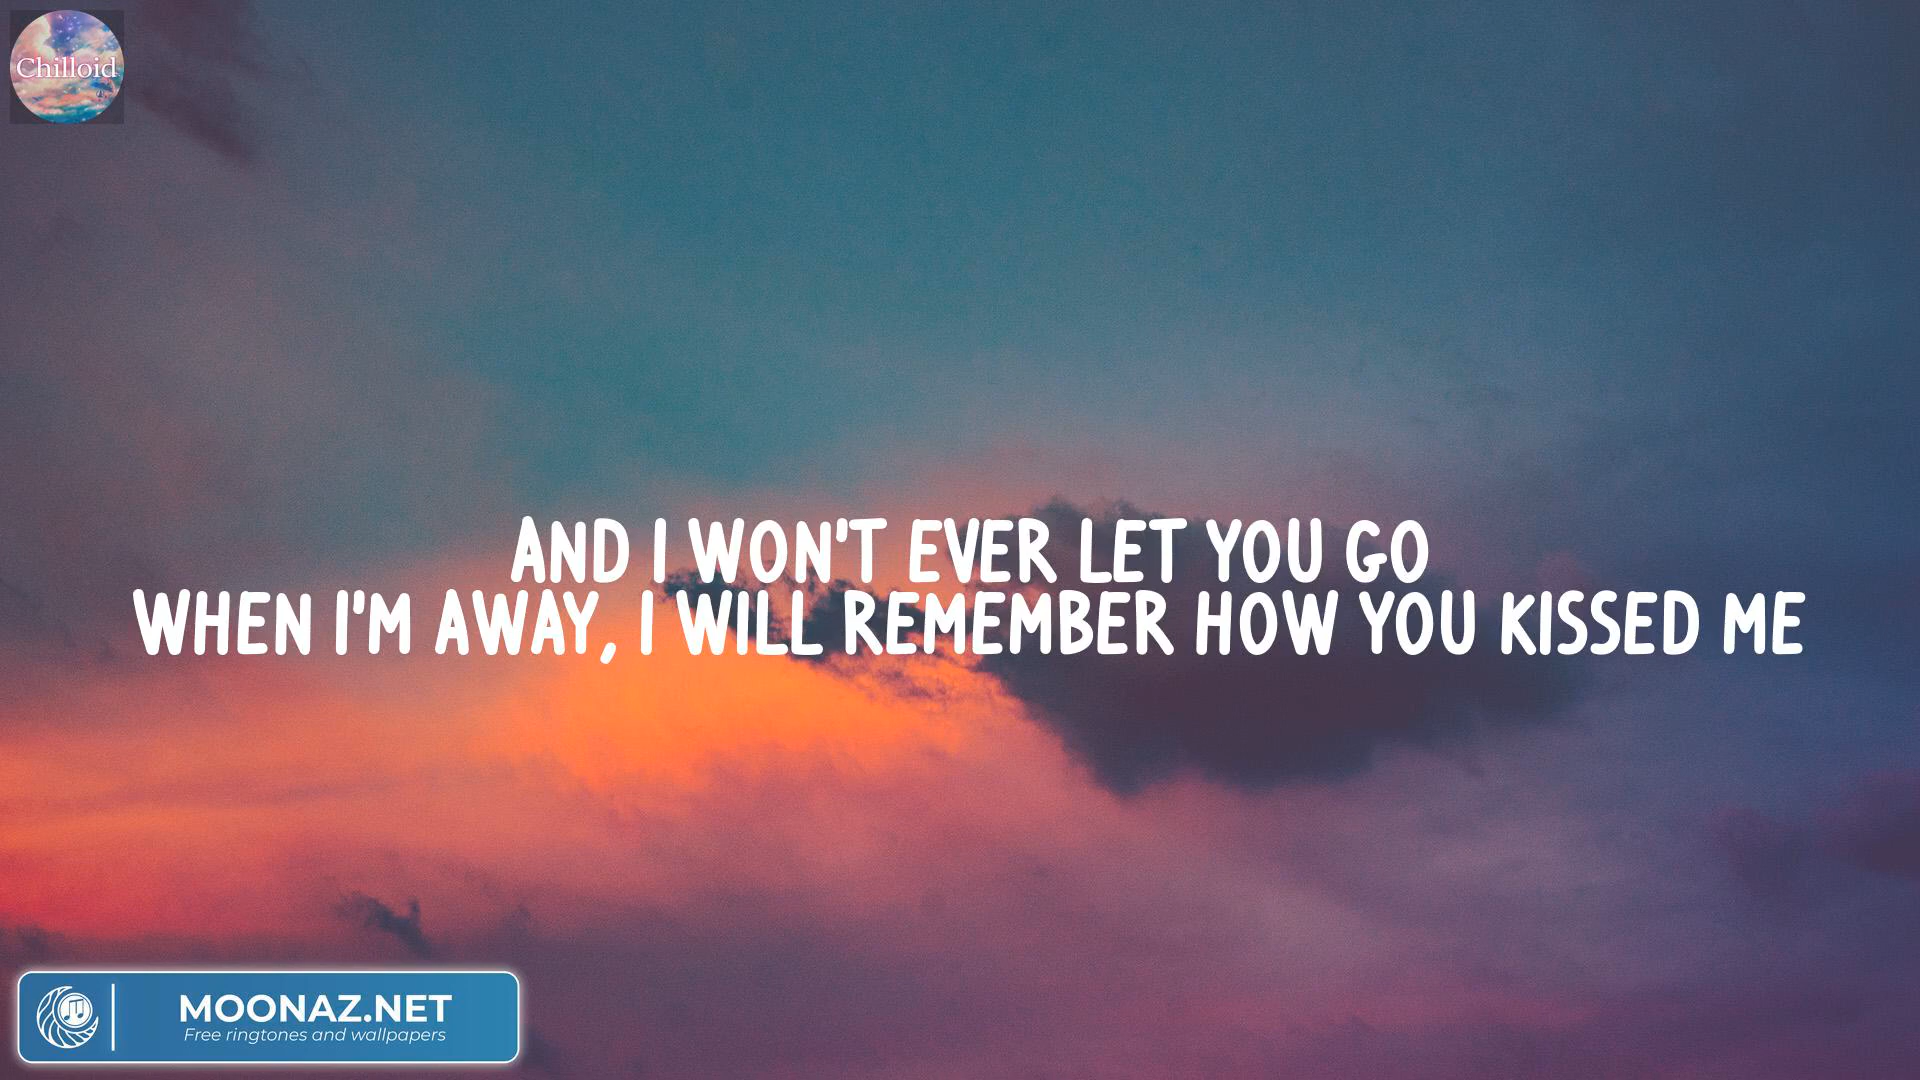 Chilloid
AND I WON'T EVER LET YOU GO
WHEN I'M AWAY, I WILL REMEMBER HOW YOU KISSED ME
MOONAZ.NET
Free ringtones and wallpapers